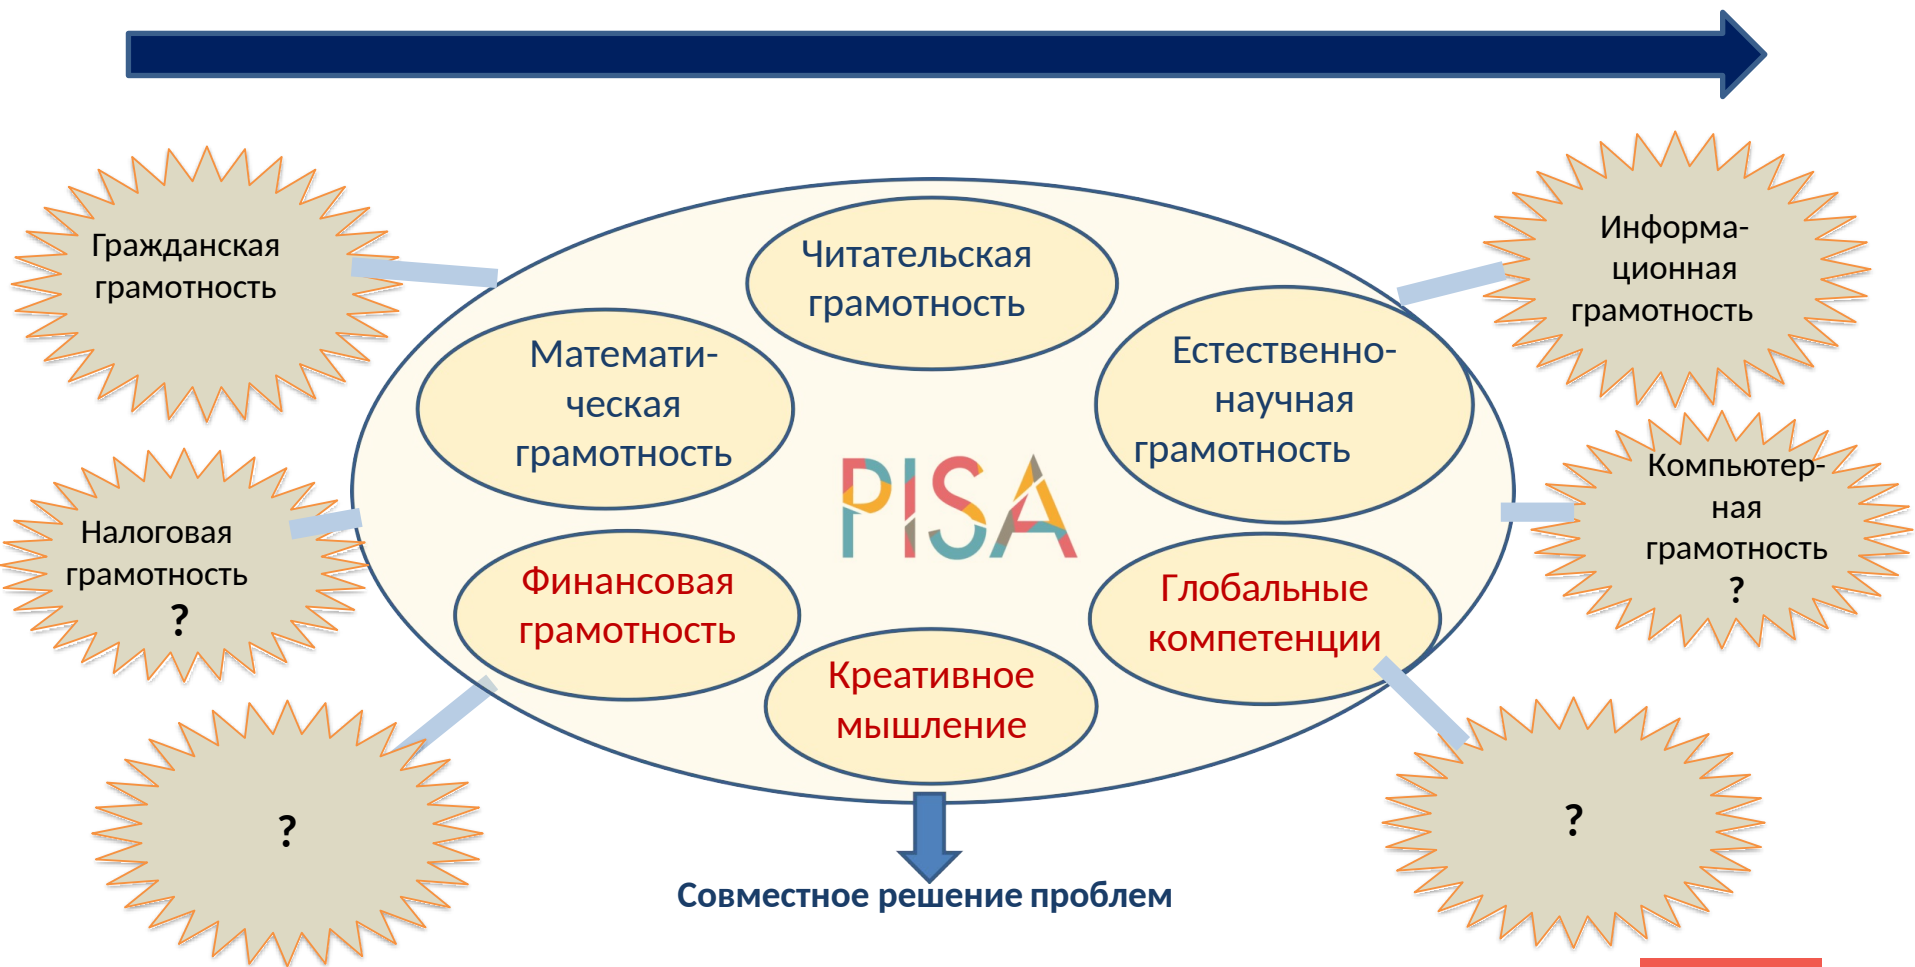 Гражданская
грамотность
Читательская
грамотность
Информа-
ционная
грамотность
Математи-
ческая
грамотность
Естественно-
научная
грамотность
PISA
Налоговая
грамотность
?
Компьютер-
ная
грамотность
?
Финансовая
грамотность
Глобальные
компетенции
Креативное
мышление
?
?
Совместное решение проблем